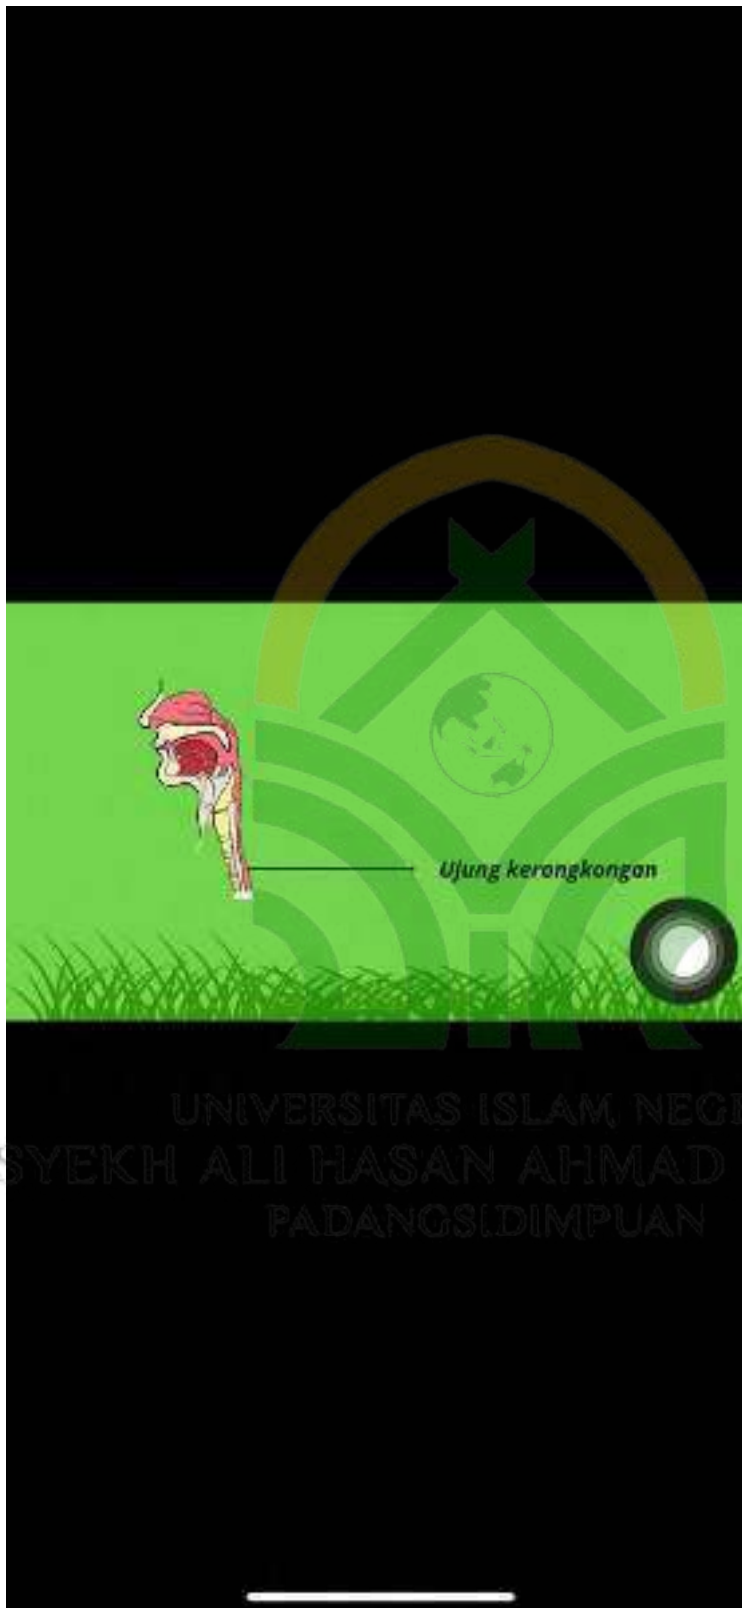 Ujung kerongkongan
UNIVERSITAS ISLAM NEGE
SYEKH ALI HASAN AHMAD
PADANGSIDIMPUAN